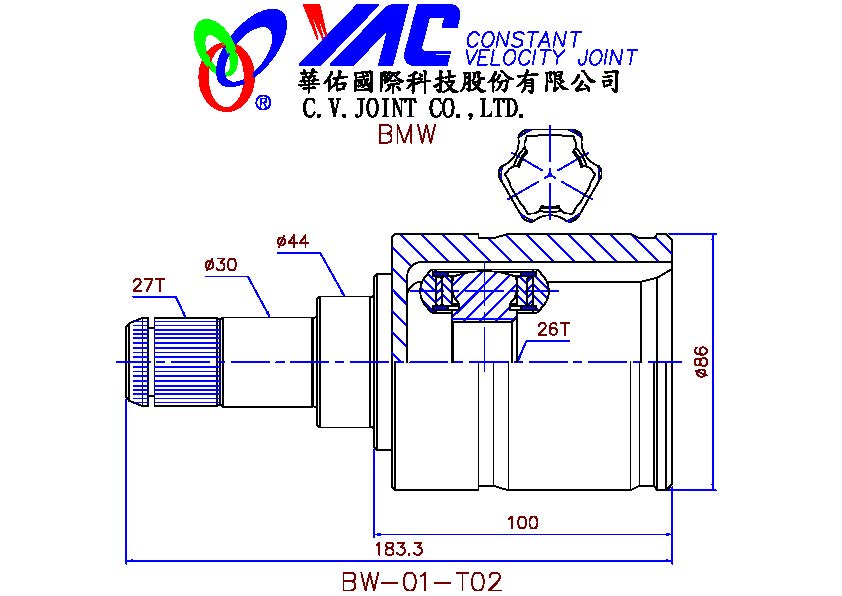 YAC CONSTANT
VELOCITY JOINT
華佑國際科技股份有限公司
C.V.JOINT CO.,LTD.
®
BMW
ø44
ø30
27T
26T
ø86
100
183.3
BW-01-T02